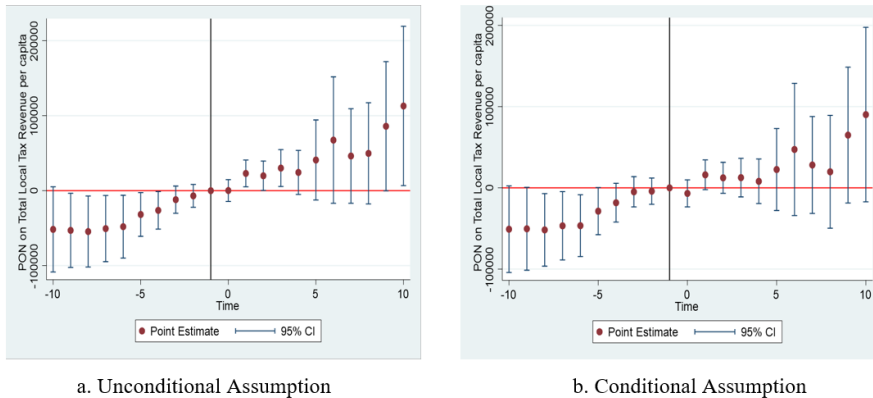 PON on Total Local Tax Revenue per capita
200000
100000
0
-100000
-10
-5
0
5
10
Time
Point Estimate
95% CI
a. Unconditional Assumption
PON on Total Local Tax Revenue per capita
200000
100000
0
-100000
-10
-5
0
5
10
Time
Point Estimate
95% CI
b. Conditional Assumption